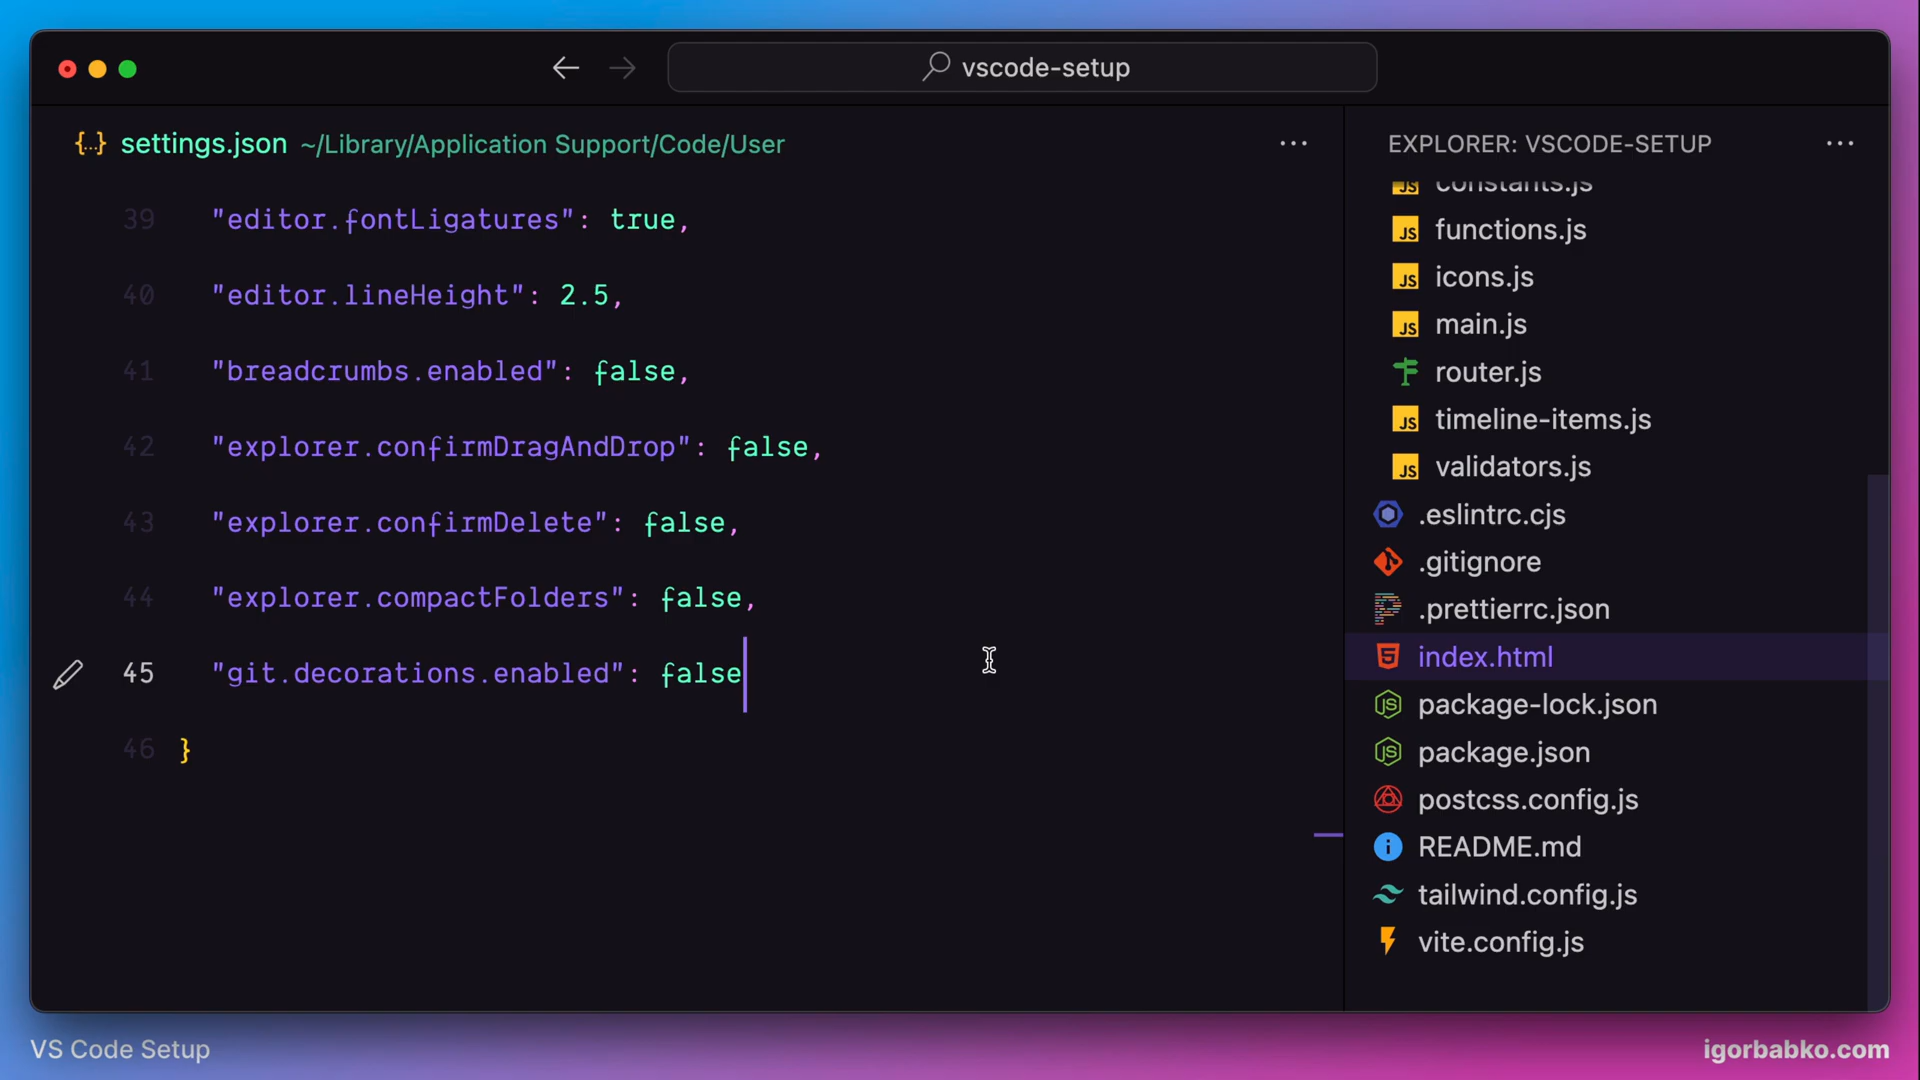 vscode-setup
settings.json ~/Library/Application Support/Code/User
39 "editor.fontLigatures": true,
40 "editor.lineHeight": 2.5,
41 "breadcrumbs.enabled": false,
42 "explorer.confirmDragAndDrop": false,
43 "explorer.confirmDelete": false,
44 "explorer.compactFolders": false,
45 "git.decorations.enabled": false
46 }
EXPLORER: VSCODE-SETUP
constants.js
functions.js
icons.js
main.js
router.js
timeline-items.js
validators.js
.eslintrc.cjs
.gitignore
.prettierrc.json
index.html
package-lock.json
package.json
postcss.config.js
README.md
tailwind.config.js
vite.config.js
VS Code Setup
igorbabko.com